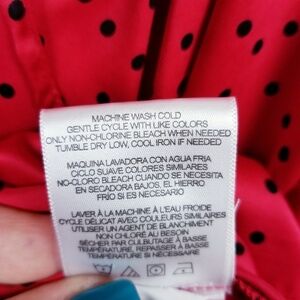 MACHINE WASH COLD
GENTLE CYCLE WITH LIKE COLORS
ONLY NON-CHLORINE BLEACH WHEN NEEDED
TUMBLE DRY LOW, COOL IRON IF NEEDED
MAQUINA LAVADORA CON AGUA FRIA
CICLO SUAVE COLORES SIMILARES
NO-CLORO BLEACH CUANDO SE NECESITA
EN SECADORA BAJAS, EL HIERRO
FRÍO SI ES NECESARIO
LAVER À LA MACHINE À L'EAU FROIDE
CYCLE DÉLICAT AVEC COULEURS SIMILAIRES
UTILISER UN AGENT DE BLANCHIMENT
NON CHLORÉ AU BESOIN
SÉCHER PAR CULBUTAGE À BASSE
TEMPÉRATURE, REPASSER À BASSE
TEMPÉRATURE SI NÉCESSAIRE